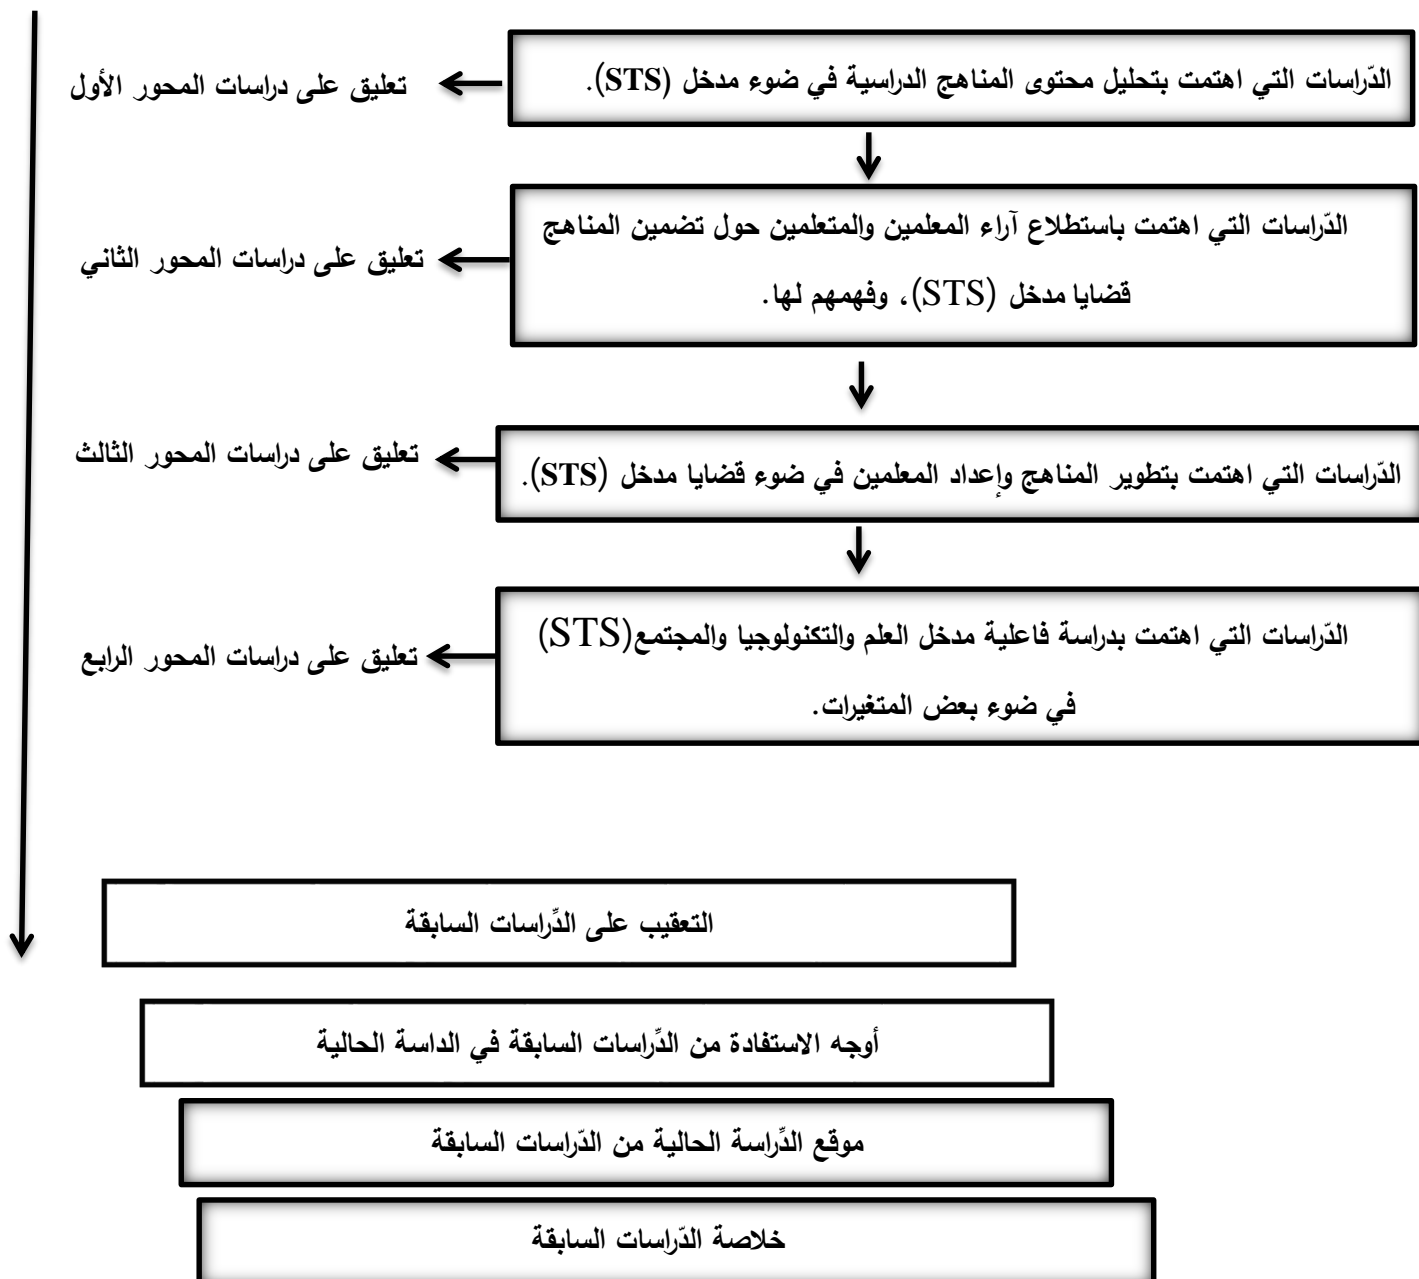 الدّراسات التي اهتمت بتحليل محتوى المناهج الدراسية في ضوء مدخل (STS).
تعليق على دراسات المحور الأول
الدّراسات التي اهتمت باستطلاع آراء المعلمين والمتعلمين حول تضمين المناهج
قضايا مدخل (STS)، وفهمهم لها.
تعليق على دراسات المحور الثاني
الدّراسات التي اهتمت بتطوير المناهج وإعداد المعلمين في ضوء قضايا مدخل (STS).
تعليق على دراسات المحور الثالث
الدّراسات التي اهتمت بدراسة فاعلية مدخل العلم والتكنولوجيا والمجتمع(STS)
في ضوء بعض المتغيرات.
تعليق على دراسات المحور الرابع
التعقيب على الدِّراسات السابقة
أوجه الاستفادة من الدِّراسات السابقة في الداسة الحالية
موقع الدِّراسة الحالية من الدّراسات السابقة
خلاصة الدّراسات السابقة